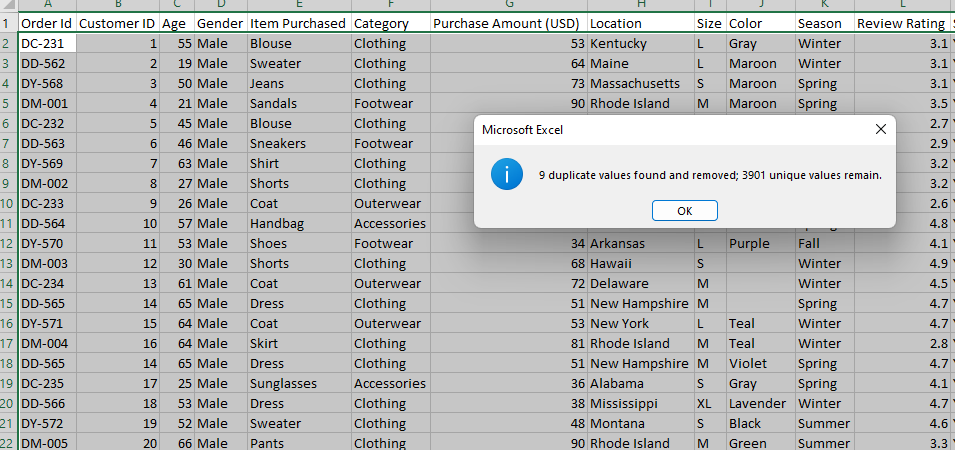 A B C D E F G H I J K L
1 Order Id Customer ID Age Gender Item Purchased Category Purchase Amount (USD) Location Size Color Season Review Rating
2 DC-231 1 55 Male Blouse Clothing 53 Kentucky L Gray Winter 3.1
3 DD-562 2 19 Male Sweater Clothing 64 Maine L Maroon Winter 3.1
4 DY-568 3 50 Male Jeans Clothing 73 Massachusetts S Maroon Spring 3.1
5 DM-001 4 21 Male Sandals Footwear 90 Rhode Island M Maroon Spring 3.5
6 DC-232 5 45 Male Blouse Clothing 2.7
7 DD-563 6 46 Male Sneakers Footwear 2.9
8 DY-569 7 63 Male Shirt Clothing 3.2
9 DM-002 8 27 Male Shorts Clothing 3.2
10 DC-233 9 26 Male Coat Outerwear 2.6
11 DD-564 10 57 Male Handbag Accessories 4.8
Microsoft Excel
9 duplicate values found and removed; 3901 unique values remain.
OK
12 DY-570 11 53 Male Shoes Footwear 34 Arkansas L Purple Fall 4.1
13 DM-003 12 30 Male Shorts Clothing 68 Hawaii S Winter 4.9
14 DC-234 13 61 Male Coat Outerwear 72 Delaware M Winter 4.5
15 DD-565 14 65 Male Dress Clothing 51 New Hampshire M Spring 4.7
16 DY-571 15 64 Male Coat Outerwear 53 New York L Teal Winter 4.7
17 DM-004 16 64 Male Skirt Clothing 81 Rhode Island M Teal Winter 2.8
18 DD-565 14 65 Male Dress Clothing 51 New Hampshire M Violet Spring 4.7
19 DC-235 17 25 Male Sunglasses Accessories 36 Alabama S Gray Spring 4.1
20 DD-566 18 53 Male Dress Clothing 38 Mississippi XL Lavender Winter 4.7
21 DY-572 19 52 Male Sweater Clothing 48 Montana S Black Summer 4.6
22 DM-005 20 66 Male Pants Clothing 90 Rhode Island M Green Summer 3.3